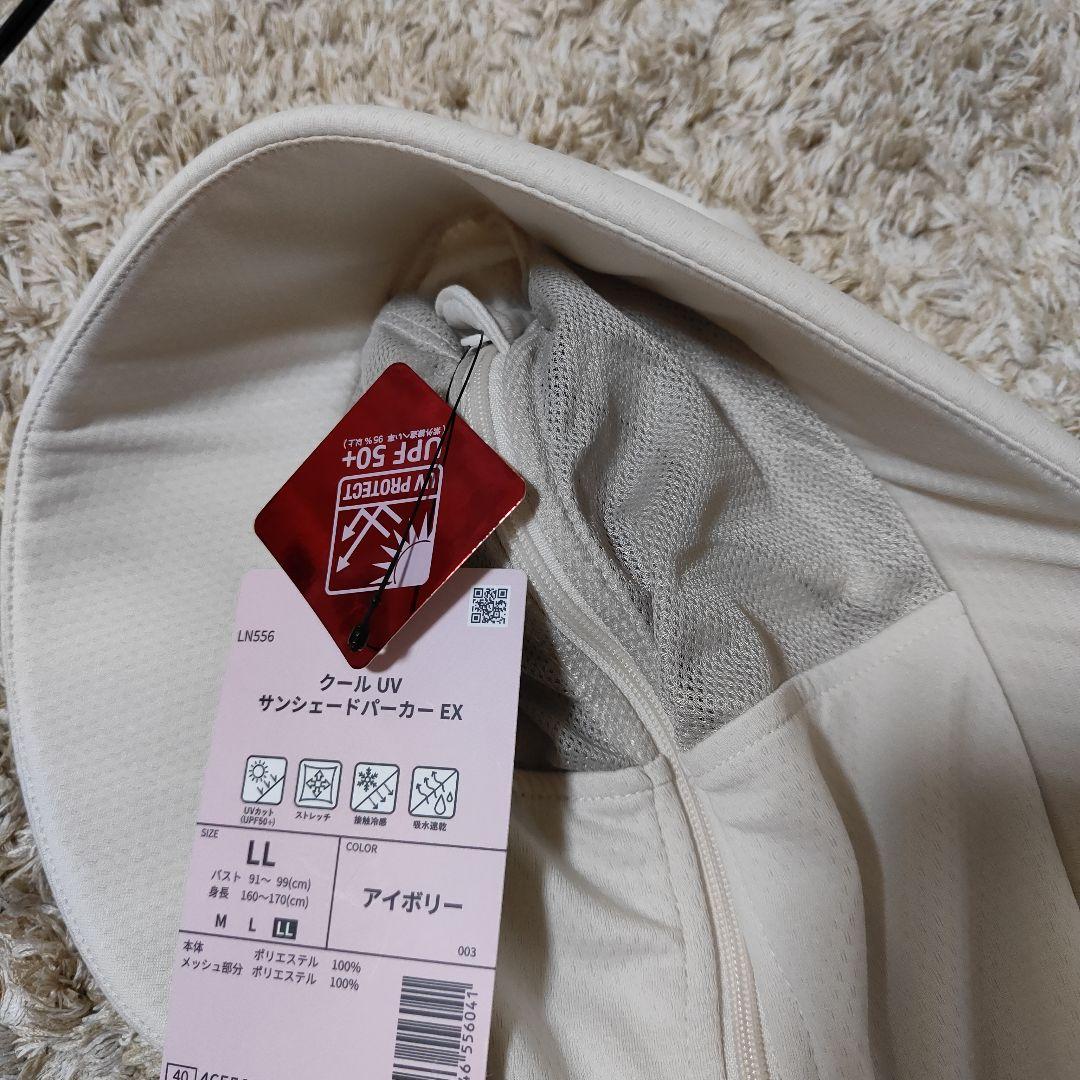 UPF 50+
(紫外線遮へい率 95%以上)
UV PROTECT
LN556
クール UV
サンシェードパーカー EX
UVカット
(UPF50+)
ストレッチ
接触冷感
吸水速乾
SIZE
LL
バスト 91～ 99(cm)
身長 160～170(cm)
M L LL
COLOR
アイボリー
003
本体 ポリエステル 100%
メッシュ部分 ポリエステル 100%
40